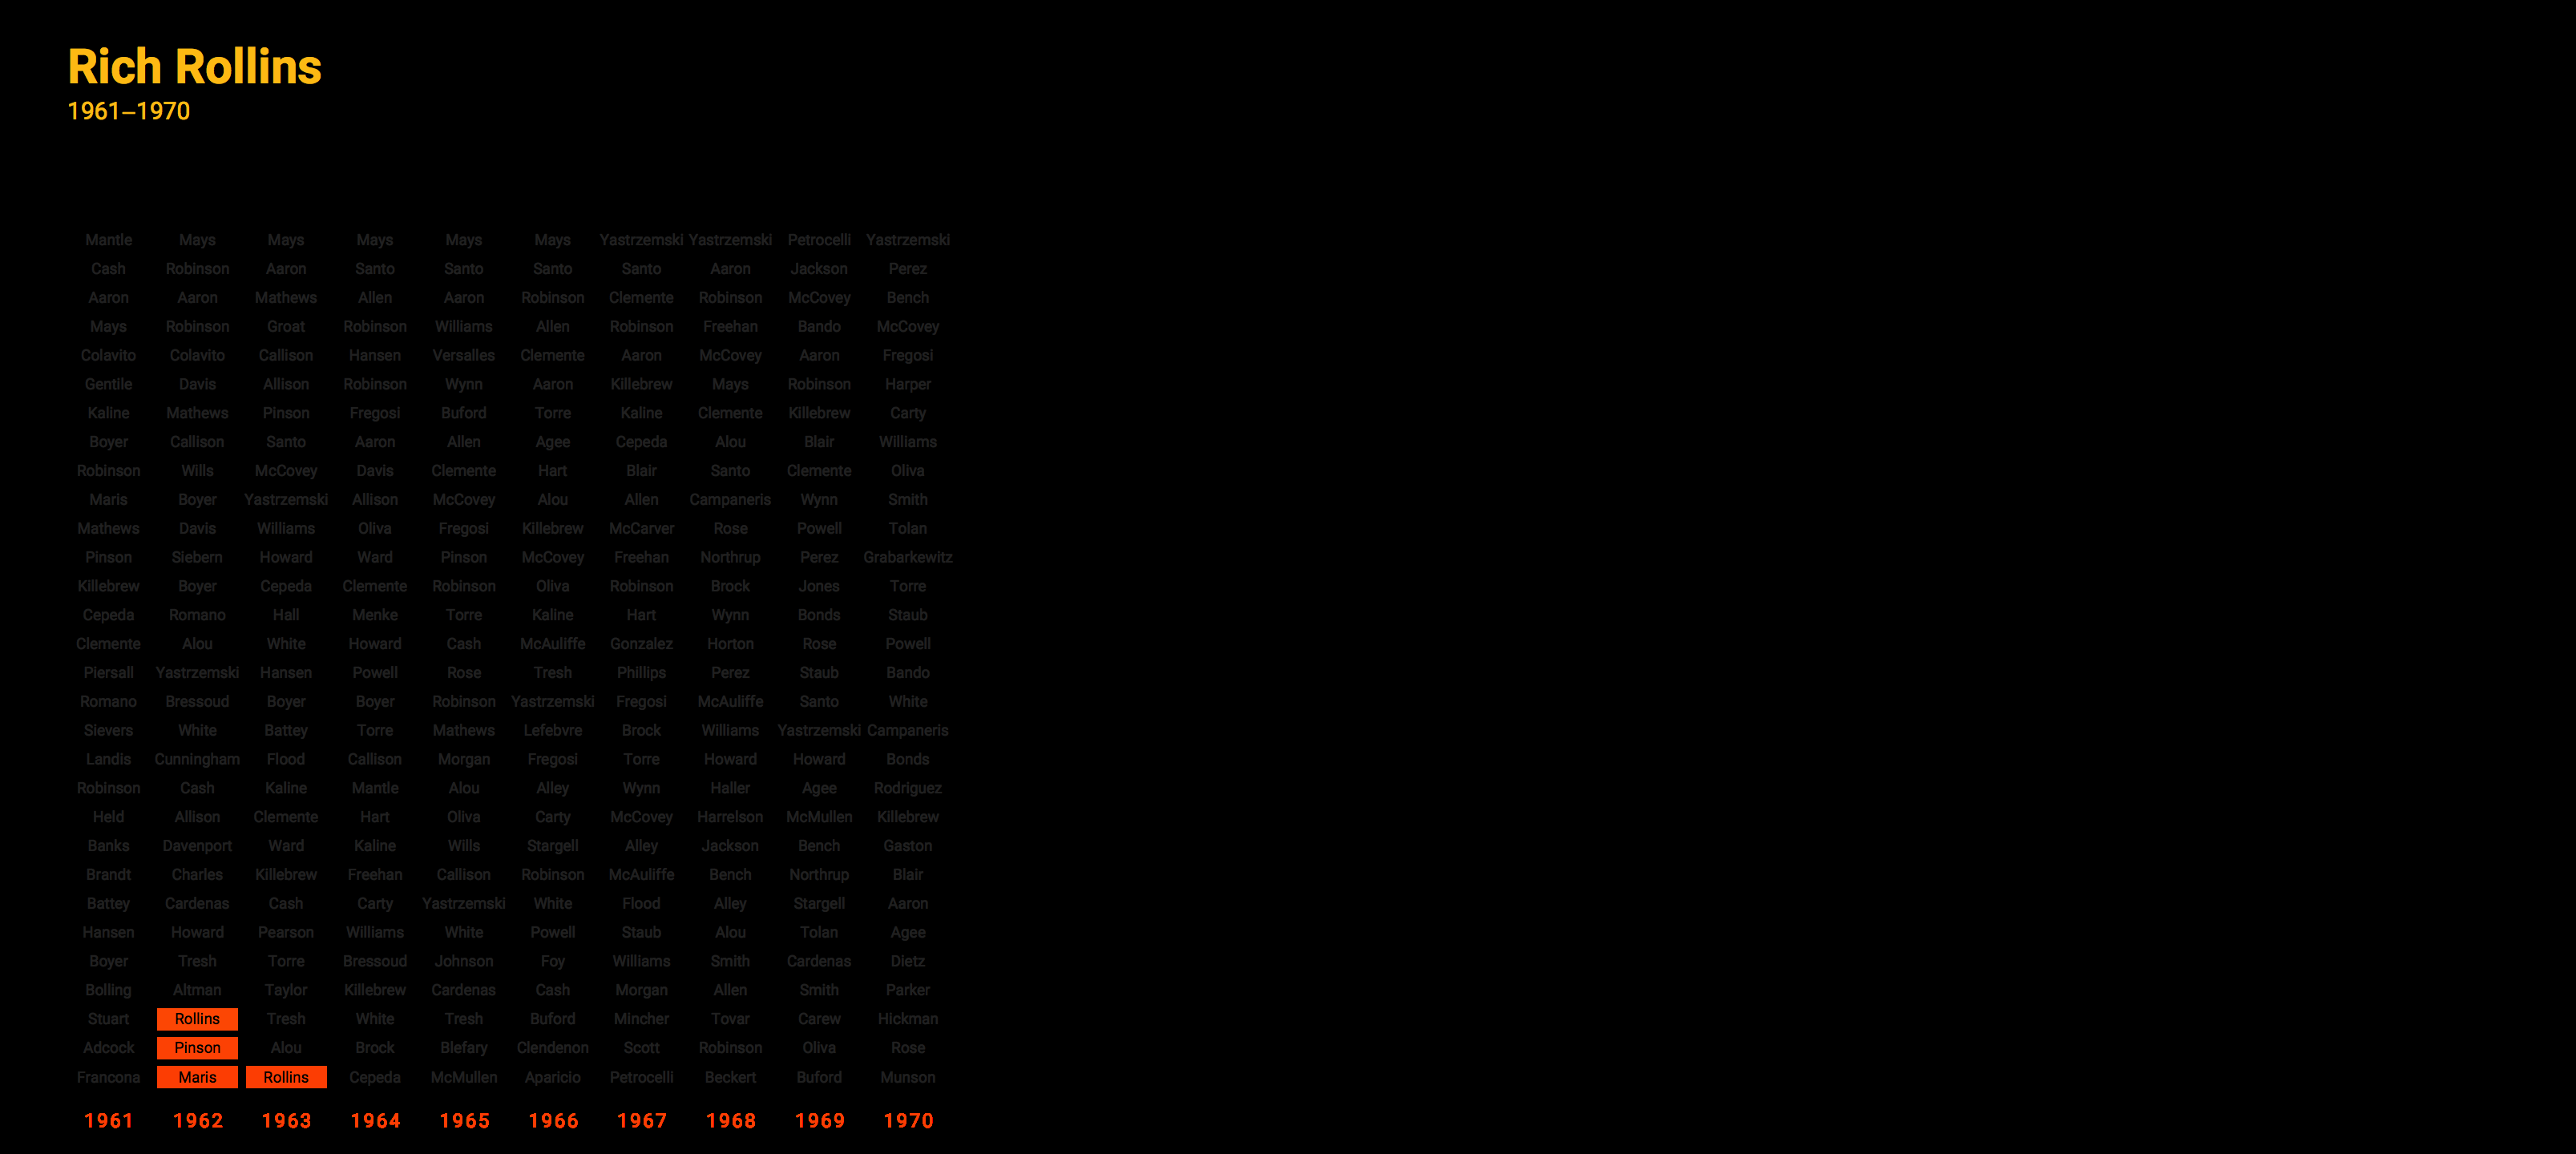 Rich Rollins
1961–1970
Mantle Mays Mays Mays Mays Mays Yastrzemski Yastrzemski Petrocelli Yastrzemski
Cash Robinson Aaron Santo Santo Santo Santo Aaron Jackson Perez
Aaron Aaron Mathews Allen Aaron Robinson Clemente Robinson McCovey Bench
Mays Robinson Groat Robinson Williams Allen Robinson Freehan Bando McCovey
Colavito Colavito Callison Hansen Versalles Clemente Aaron McCovey Aaron Fregosi
Gentile Davis Allison Robinson Wynn Aaron Killebrew Mays Robinson Harper
Kaline Mathews Pinson Fregosi Buford Torre Kaline Clemente Killebrew Carty
Boyer Callison Santo Aaron Allen Agee Cepeda Alou Blair Williams
Robinson Wills McCovey Davis Clemente Hart Blair Santo Clemente Oliva
Maris Boyer Yastrzemski Allison McCovey Alou Allen Campaneris Wynn Smith
Mathews Davis Williams Oliva Fregosi Killebrew McCarver Rose Powell Tolan
Pinson Siebern Howard Ward Pinson McCovey Freehan Northrup Perez Grabarkewitz
Killebrew Boyer Cepeda Clemente Robinson Oliva Robinson Brock Jones Torre
Cepeda Romano Hall Menke Torre Kaline Hart Wynn Bonds Staub
Clemente Alou White Howard Cash McAuliffe Gonzalez Horton Rose Powell
Piersall Yastrzemski Hansen Powell Rose Tresh Phillips Perez Staub Bando
Romano Bressoud Boyer Boyer Robinson Yastrzemski Fregosi McAuliffe Santo White
Sievers White Battey Torre Mathews Lefebvre Brock Williams Yastrzemski Campaneris
Landis Cunningham Flood Callison Morgan Fregosi Torre Howard Howard Bonds
Robinson Cash Kaline Mantle Alou Alley Wynn Haller Agee Rodriguez
Held Allison Clemente Hart Oliva Carty McCovey Harrelson McMullen Killebrew
Banks Davenport Ward Kaline Wills Stargell Alley Jackson Bench Gaston
Brandt Charles Killebrew Freehan Callison Robinson McAuliffe Bench Northrup Blair
Battey Cardenas Cash Carty Yastrzemski White Flood Alley Stargell Aaron
Hansen Howard Pearson Williams White Powell Staub Alou Tolan Agee
Boyer Tresh Torre Bressoud Johnson Foy Williams Smith Cardenas Dietz
Bolling Altman Taylor Killebrew Cardenas Cash Morgan Allen Smith Parker
Stuart Rollins Tresh White Tresh Buford Mincher Tovar Carew Hickman
Adcock Pinson Alou Brock Blefary Clendenon Scott Robinson Oliva Rose
Francona Maris Rollins Cepeda McMullen Aparicio Petrocelli Beckert Buford Munson
1961 1962 1963 1964 1965 1966 1967 1968 1969 1970